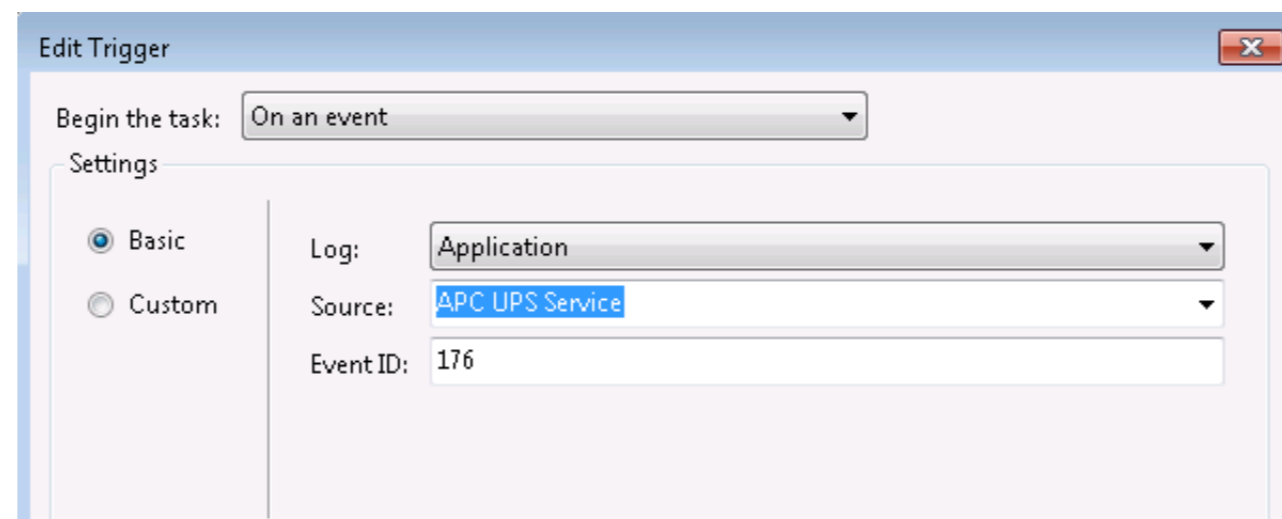 Edit Trigger
Begin the task: On an event
Settings
Basic
Log: Application
Custom
Source: APC UPS Service
Event ID: 176